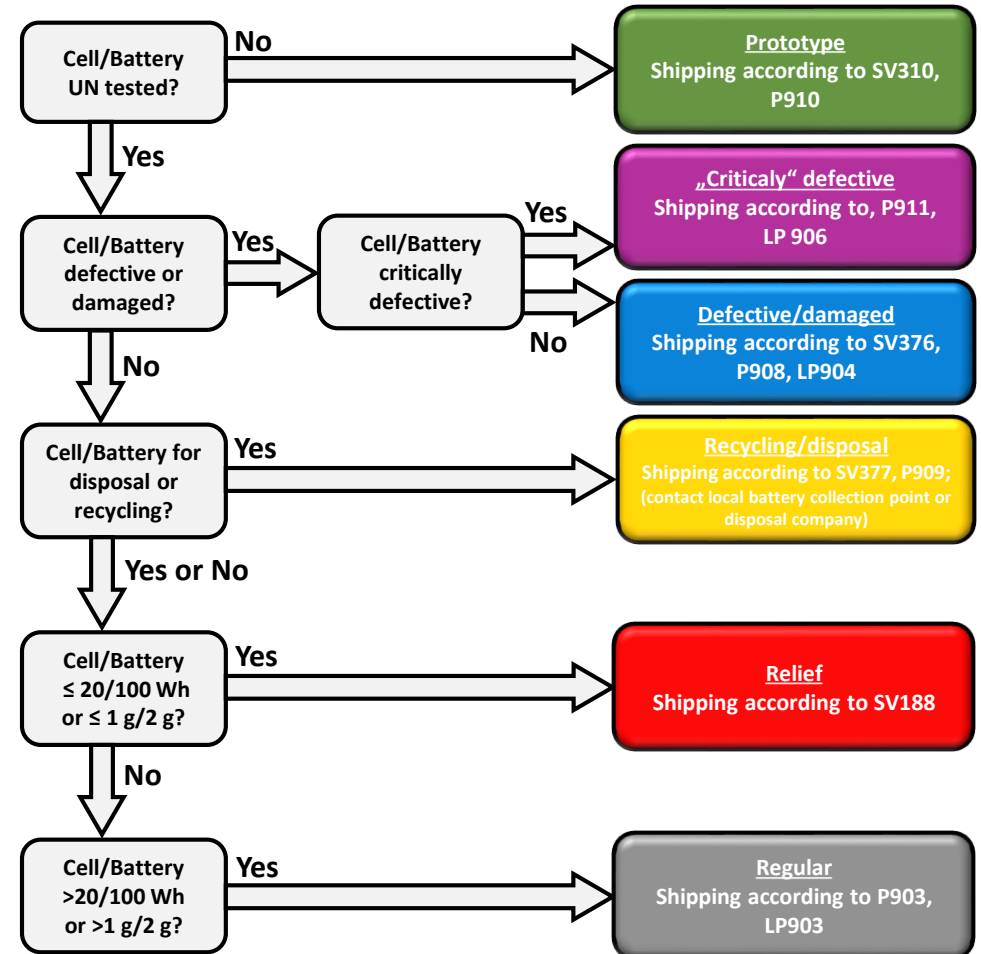 Cell/Battery
UN tested?
No
Prototype
Shipping according to SV310,
P910
Yes
Cell/Battery
defective or
damaged?
Yes
Cell/Battery
critically
defective?
Yes
„Criticaly“ defective
Shipping according to, P911,
LP 906
No
Defective/damaged
Shipping according to SV376,
P908, LP904
No
Cell/Battery for
disposal or
recycling?
Yes
Recycling/disposal
Shipping according to SV377, P909;
(contact local battery collection point or
disposal company)
Yes or No
Cell/Battery
≤ 20/100 Wh
or ≤ 1 g/2 g?
Yes
Relief
Shipping according to SV188
No
Cell/Battery
>20/100 Wh
or >1 g/2 g?
Yes
Regular
Shipping according to P903,
LP903